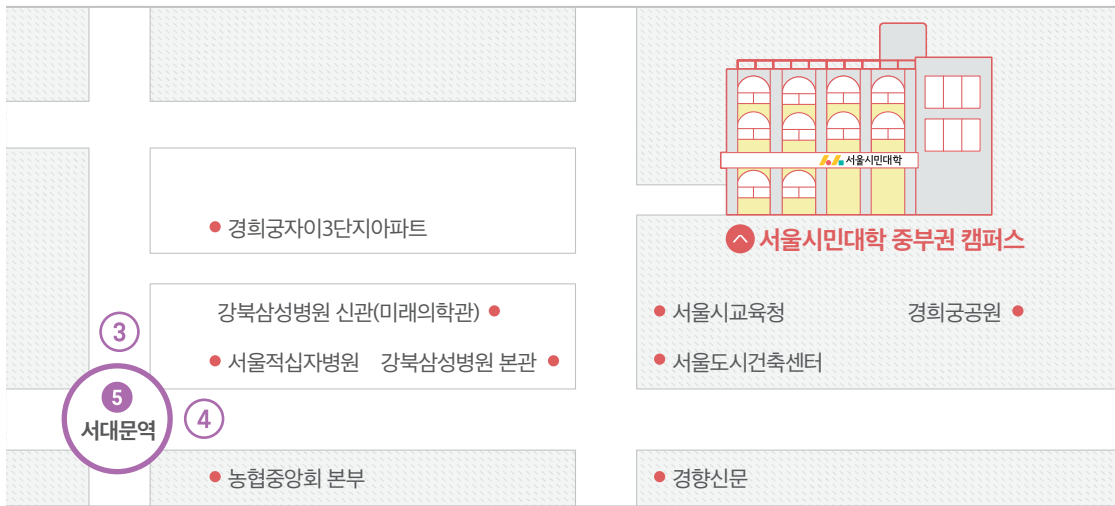 서울시민대학
경희궁자이3단지아파트
서울시민대학 중부권 캠퍼스
강북삼성병원 신관(미래의학관)
서울시교육청
경희궁공원
3
서울적십자병원
강북삼성병원 본관
서울도시건축센터
5
서대문역
4
농협중앙회 본부
경향신문